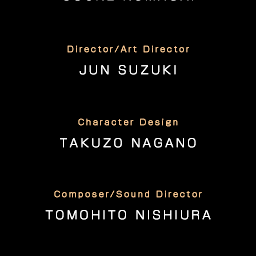 Director/Art Director
JUN SUZUKI
Character Design
TAKUZO NAGANO
Composer/Sound Director
TOMOHITO NISHIURA